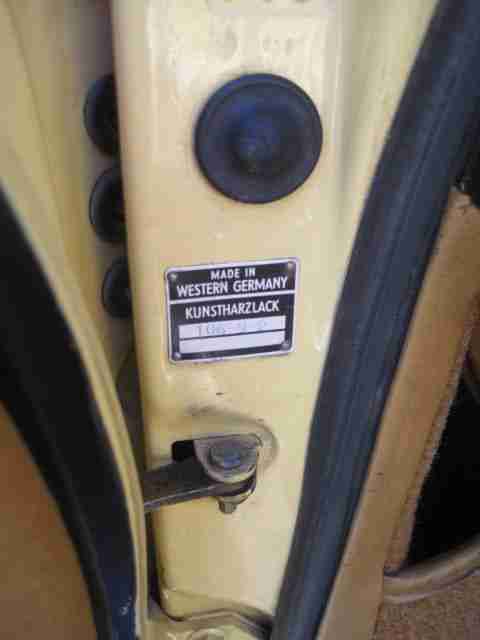 MADE IN
WESTERN GERMANY
KUNSTHARZLACK
106